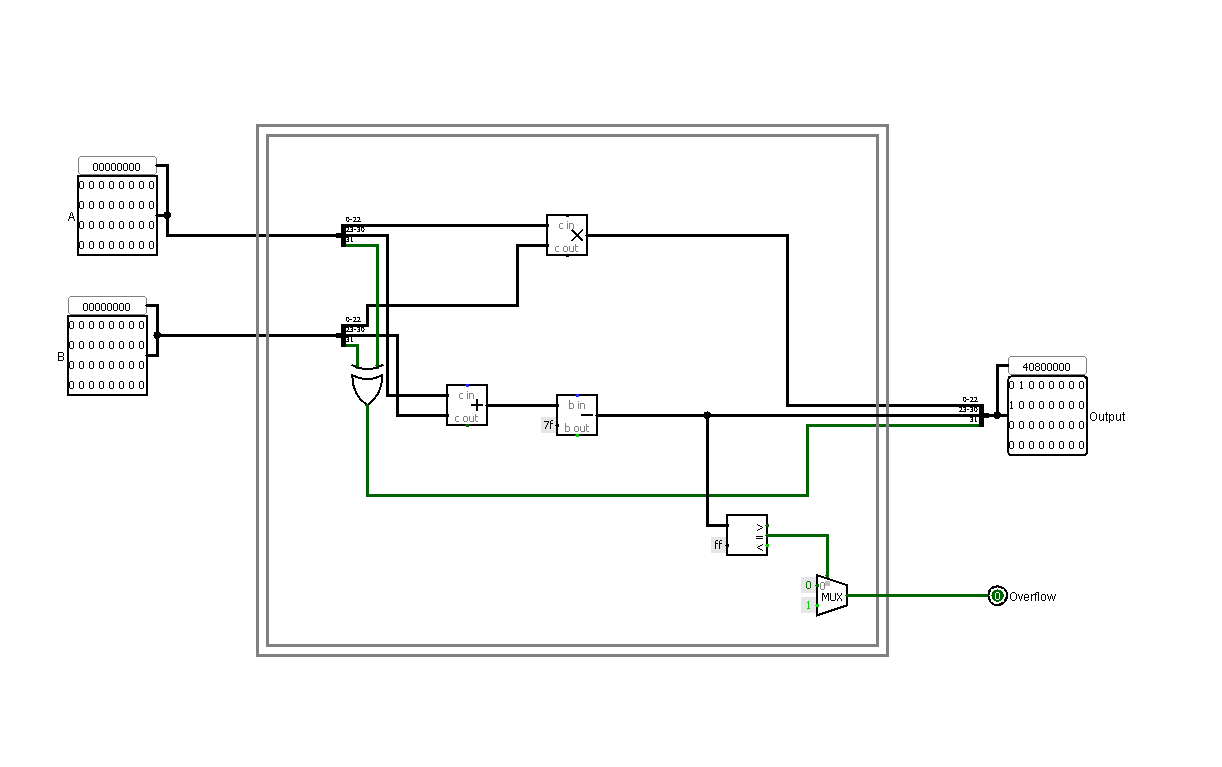 00000000
0 0 0 0 0 0 0 0
0 0 0 0 0 0 0 0
A
0 0 0 0 0 0 0 0
0 0 0 0 0 0 0 0
0-22
23-30
31
c in
×
c out
00000000
0 0 0 0 0 0 0 0
0 0 0 0 0 0 0 0
B
0 0 0 0 0 0 0 0
0 0 0 0 0 0 0 0
0-22
23-30
31
c in
+
c out
b in
−
7f
b out
0-22
23-30
31
40800000
0 1 0 0 0 0 0 0
1 0 0 0 0 0 0 0
Output
0 0 0 0 0 0 0 0
0 0 0 0 0 0 0 0
>
=
ff
<
0
0
MUX
1
0
Overflow